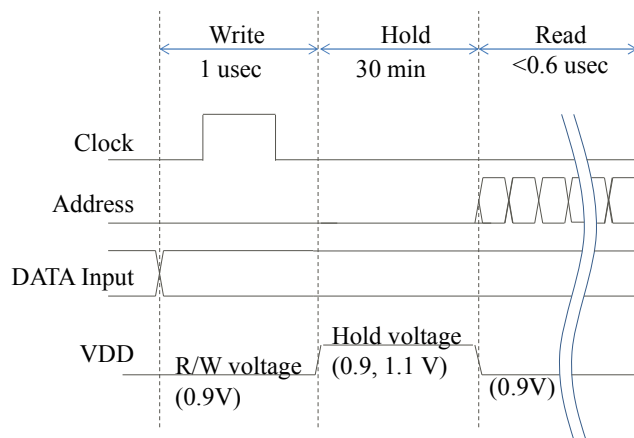 Write
Hold
Read
1 usec
30 min
<0.6 usec
Clock
Address
DATA Input
VDD
R/W voltage
(0.9V)
Hold voltage
(0.9, 1.1 V)
(0.9V)